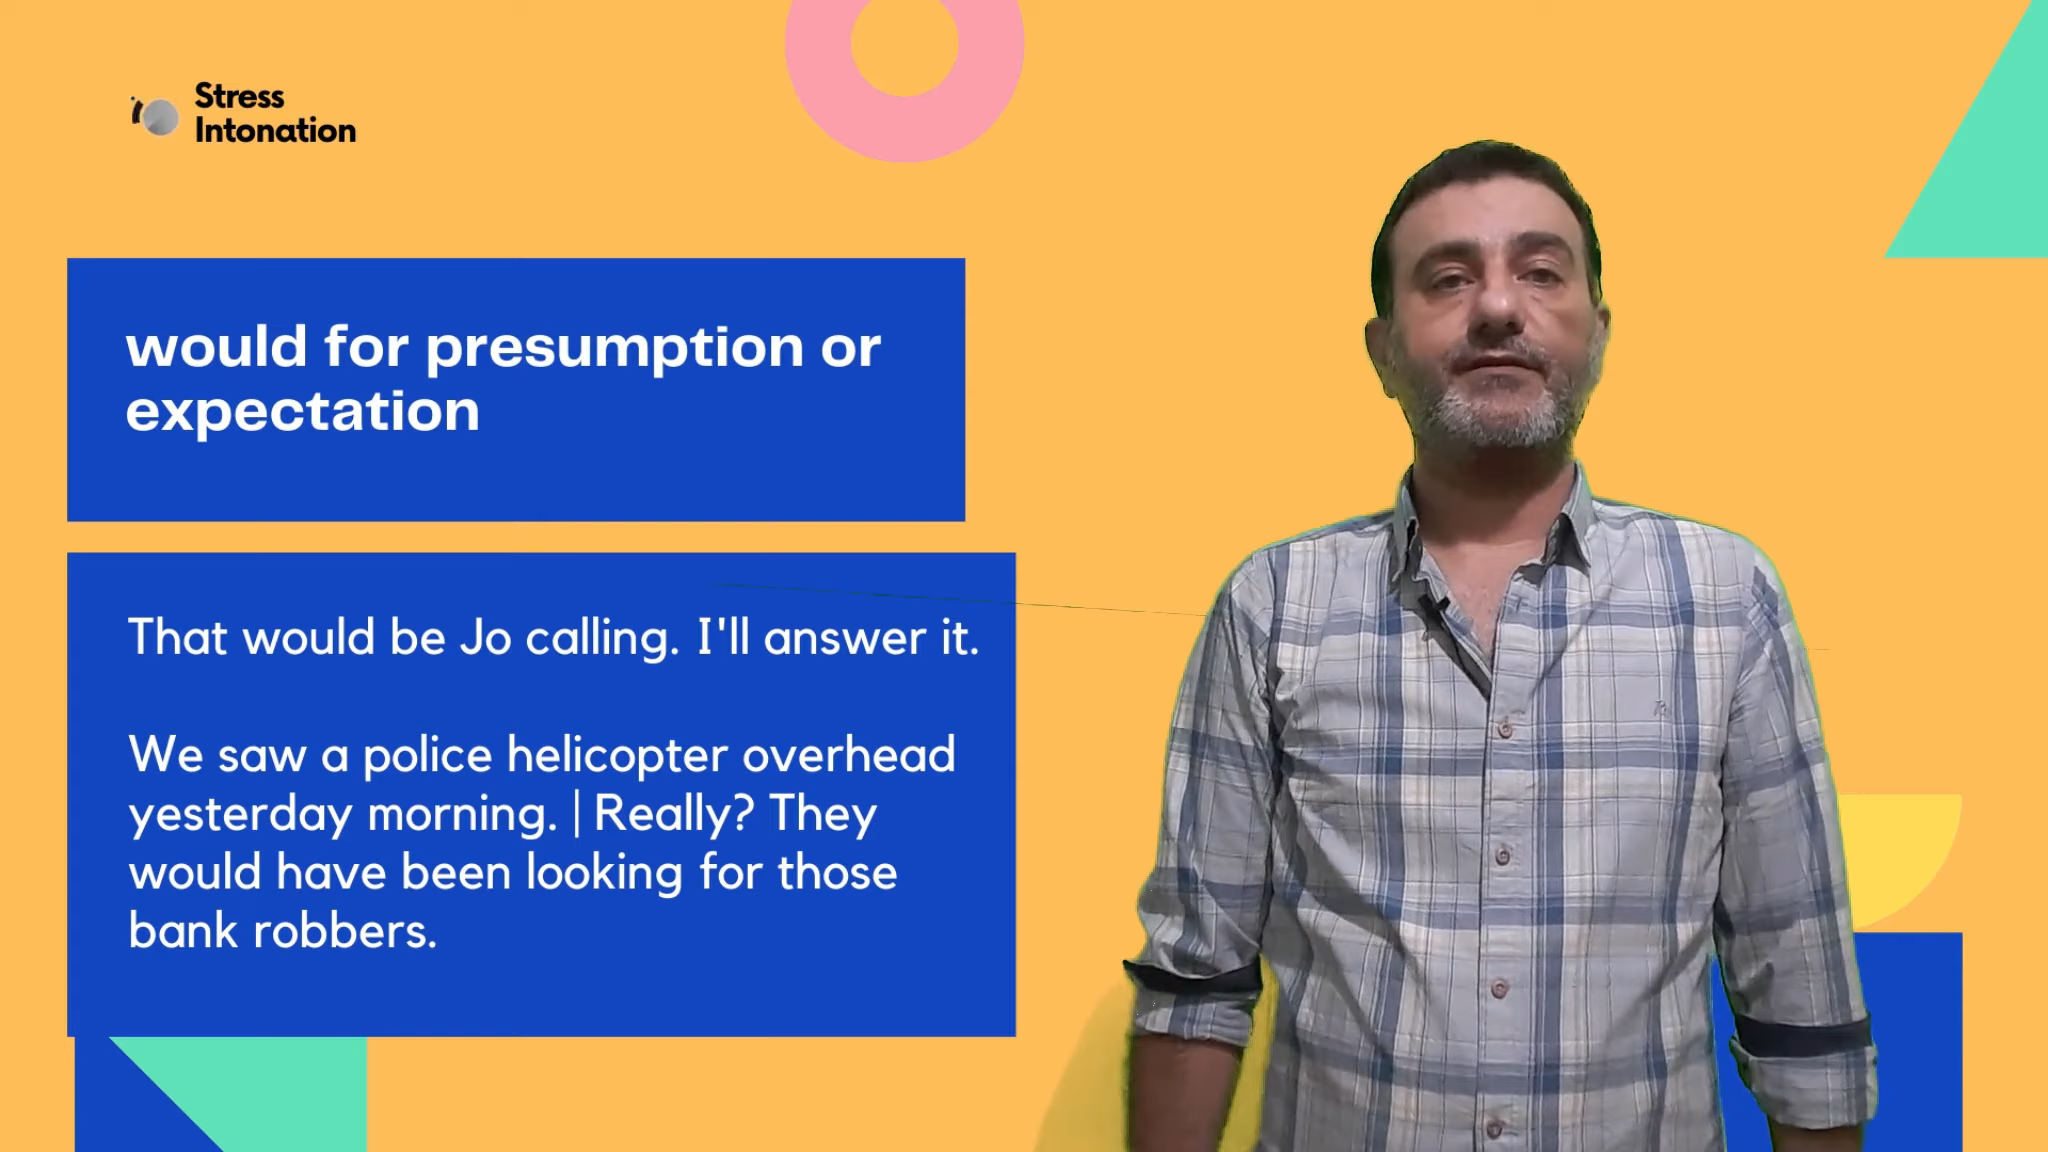 Stress
Intonation
would for presumption or
expectation
That would be Jo calling. I'll answer it.
We saw a police helicopter overhead
yesterday morning. | Really? They
would have been looking for those
bank robbers.